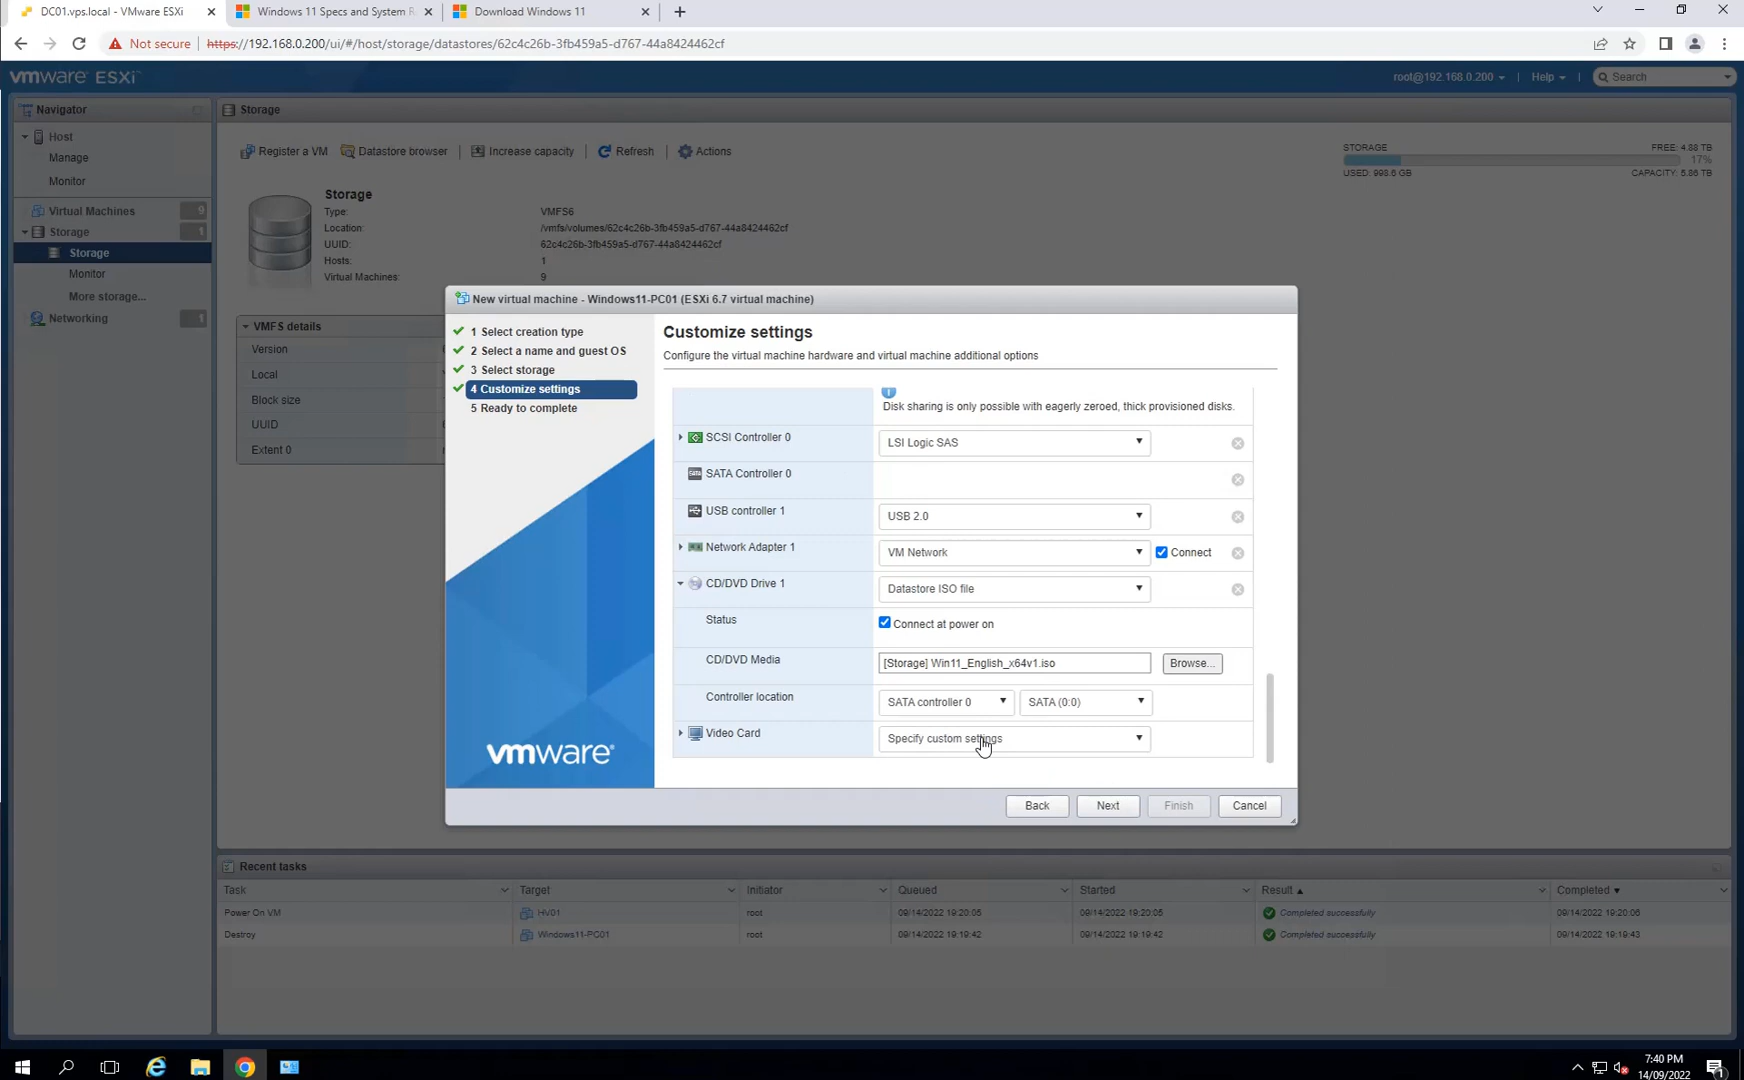 DC01.vps.local - VMware ESXi
Windows 11 Specs and System R
Download Windows 11
Not secure
https://192.168.0.200/ui/#/host/storage/datastores/62c4c26b-3fb459a5-d767-44a8424462cf
vmware ESXi™
root@192.168.0.200
Help
Search
Navigator
Host
Manage
Monitor
Virtual Machines
9
Storage
1
Storage
Monitor
More storage...
Networking
1
Storage
Register a VM
Datastore browser
Increase capacity
Refresh
Actions
STORAGE
FREE: 4.88 TB
17%
USED: 998.6 GB
CAPACITY: 5.86 TB
Storage
Type:
VMFS6
Location:
/vmfs/volumes/62c4c26b-3fb459a5-d767-44a8424462cf
UUID:
62c4c26b-3fb459a5-d767-44a8424462cf
Hosts:
1
Virtual Machines:
9
VMFS details
Version
Local
Block size
UUID
Extent 0
New virtual machine - Windows11-PC01 (ESXi 6.7 virtual machine)
1 Select creation type
2 Select a name and guest OS
3 Select storage
4 Customize settings
5 Ready to complete
vmware®
Customize settings
Configure the virtual machine hardware and virtual machine additional options
Disk sharing is only possible with eagerly zeroed, thick provisioned disks.
SCSI Controller 0
LSI Logic SAS
SATA Controller 0
USB controller 1
USB 2.0
Network Adapter 1
VM Network
Connect
CD/DVD Drive 1
Datastore ISO file
Status
Connect at power on
CD/DVD Media
[Storage] Win11_English_x64v1.iso
Browse...
Controller location
SATA controller 0
SATA (0:0)
Video Card
Specify custom settings
Back
Next
Finish
Cancel
Recent tasks
Task
Target
Initiator
Queued
Started
Result
Completed
Power On VM
HV01
root
09/14/2022 19:20:05
09/14/2022 19:20:05
Completed successfully
09/14/2022 19:20:06
Destroy
Windows11-PC01
root
09/14/2022 19:19:42
09/14/2022 19:19:42
Completed successfully
09/14/2022 19:19:43
7:40 PM
14/09/2022
1